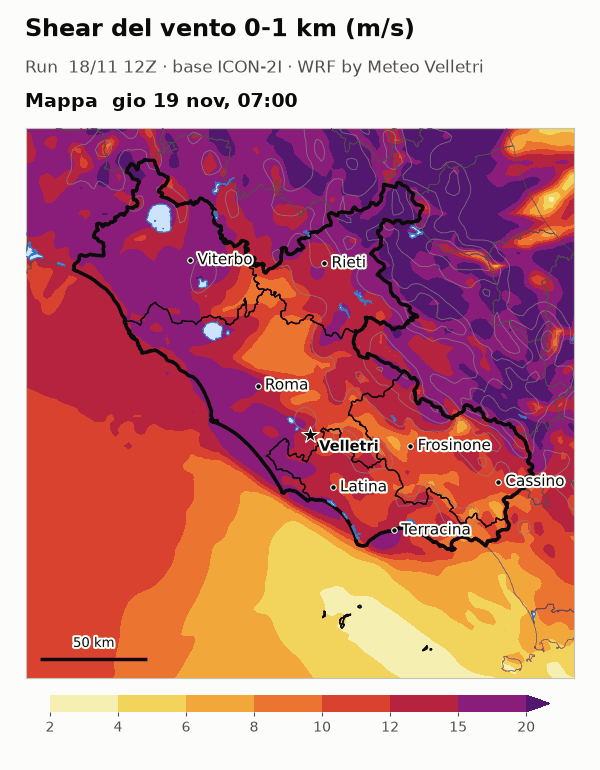 Shear del vento 0-1 km (m/s)
Run  18/11 12Z · base ICON-2I · WRF by Meteo Velletri
Mappa  gio 19 nov, 07:00
Viterbo
Rieti
Roma
Velletri
Frosinone
Latina
Cassino
Terracina
50 km
2 4 6 8 10 12 15 20